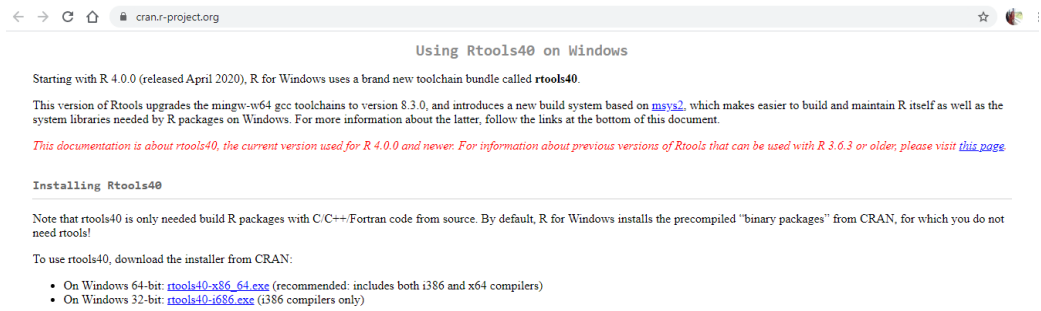 cran.r-project.org
Using Rtools40 on Windows
Starting with R 4.0.0 (released April 2020), R for Windows uses a brand new toolchain bundle called rtools40.
This version of Rtools upgrades the mingw-w64 gcc toolchains to version 8.3.0, and introduces a new build system based on msys2, which makes easier to build and maintain R itself as well as the
system libraries needed by R packages on Windows. For more information about the latter, follow the links at the bottom of this document.
This documentation is about rtools40, the current version used for R 4.0.0 and newer. For information about previous versions of Rtools that can be used with R 3.6.3 or older, please visit this page.
Installing Rtools40
Note that rtools40 is only needed build R packages with C/C++/Fortran code from source. By default, R for Windows installs the precompiled “binary packages” from CRAN, for which you do not
need rtools!
To use rtools40, download the installer from CRAN:
• On Windows 64-bit: rtools40-x86_64.exe (recommended: includes both i386 and x64 compilers)
• On Windows 32-bit: rtools40-i686.exe (i386 compilers only)